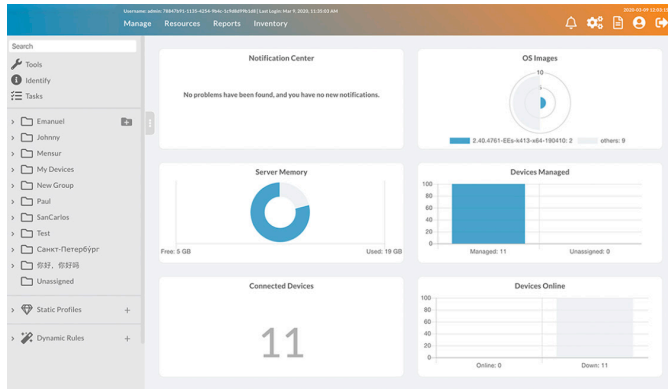 Username: admin:
Last Login: Mar 9, 2020, 11:35:03 AM
Manage Resources Reports Inventory
Search
Tools
Identify
Tasks
Emanuel
Johnny
Mensur
My Devices
New Group
Paul
SanCarlos
Test
Санкт-Петербург
你好，你好吗
Unassigned
Static Profiles +
Dynamic Rules +
Notification Center
No problems have been found, and you have no new notifications.
OS Images
10
2.40.4761-EEs-k413-x64-190410: 2
others: 9
Server Memory
Free: 5 GB
Used: 19 GB
Devices Managed
100
80
60
40
20
0
Managed: 11
Unassigned: 0
Connected Devices
11
Devices Online
100
80
60
40
20
0
Online: 0
Down: 11